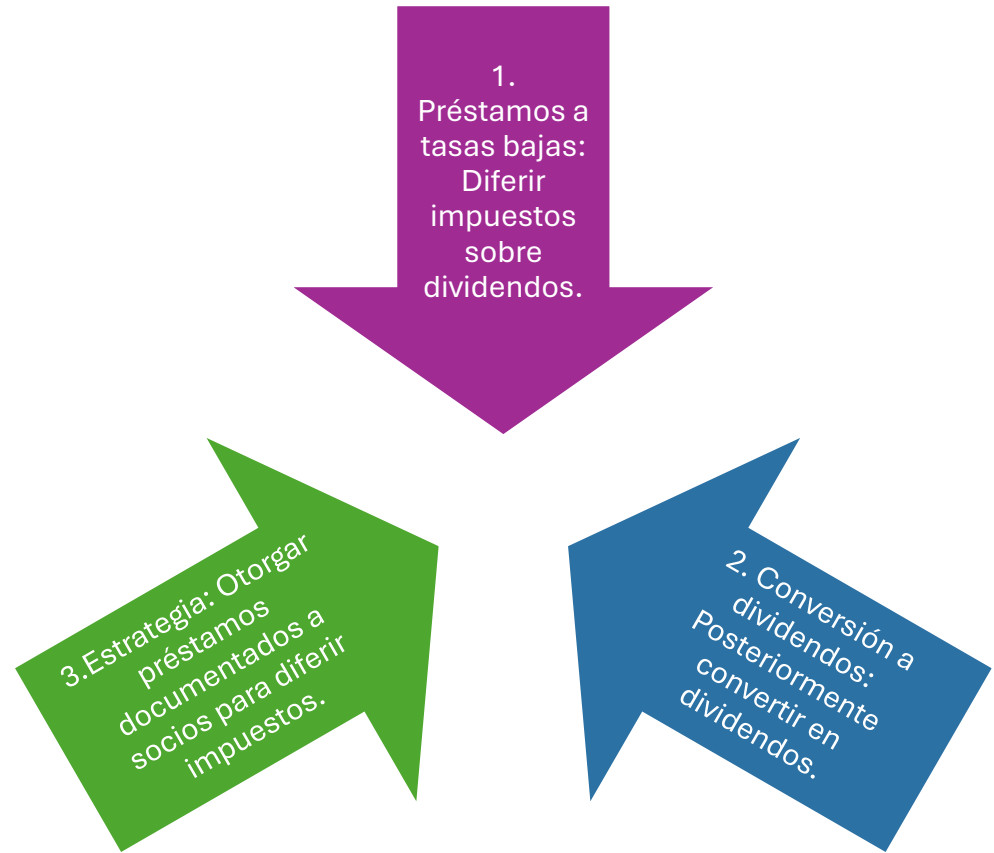 1.
Préstamos a
tasas bajas:
Diferir
impuestos
sobre
dividendos.
2. Conversión a
dividendos:
Posteriormente
convertir en
dividendos.
3.Estrategia: Otorgar
préstamos
documentados a
socios para diferir
impuestos.